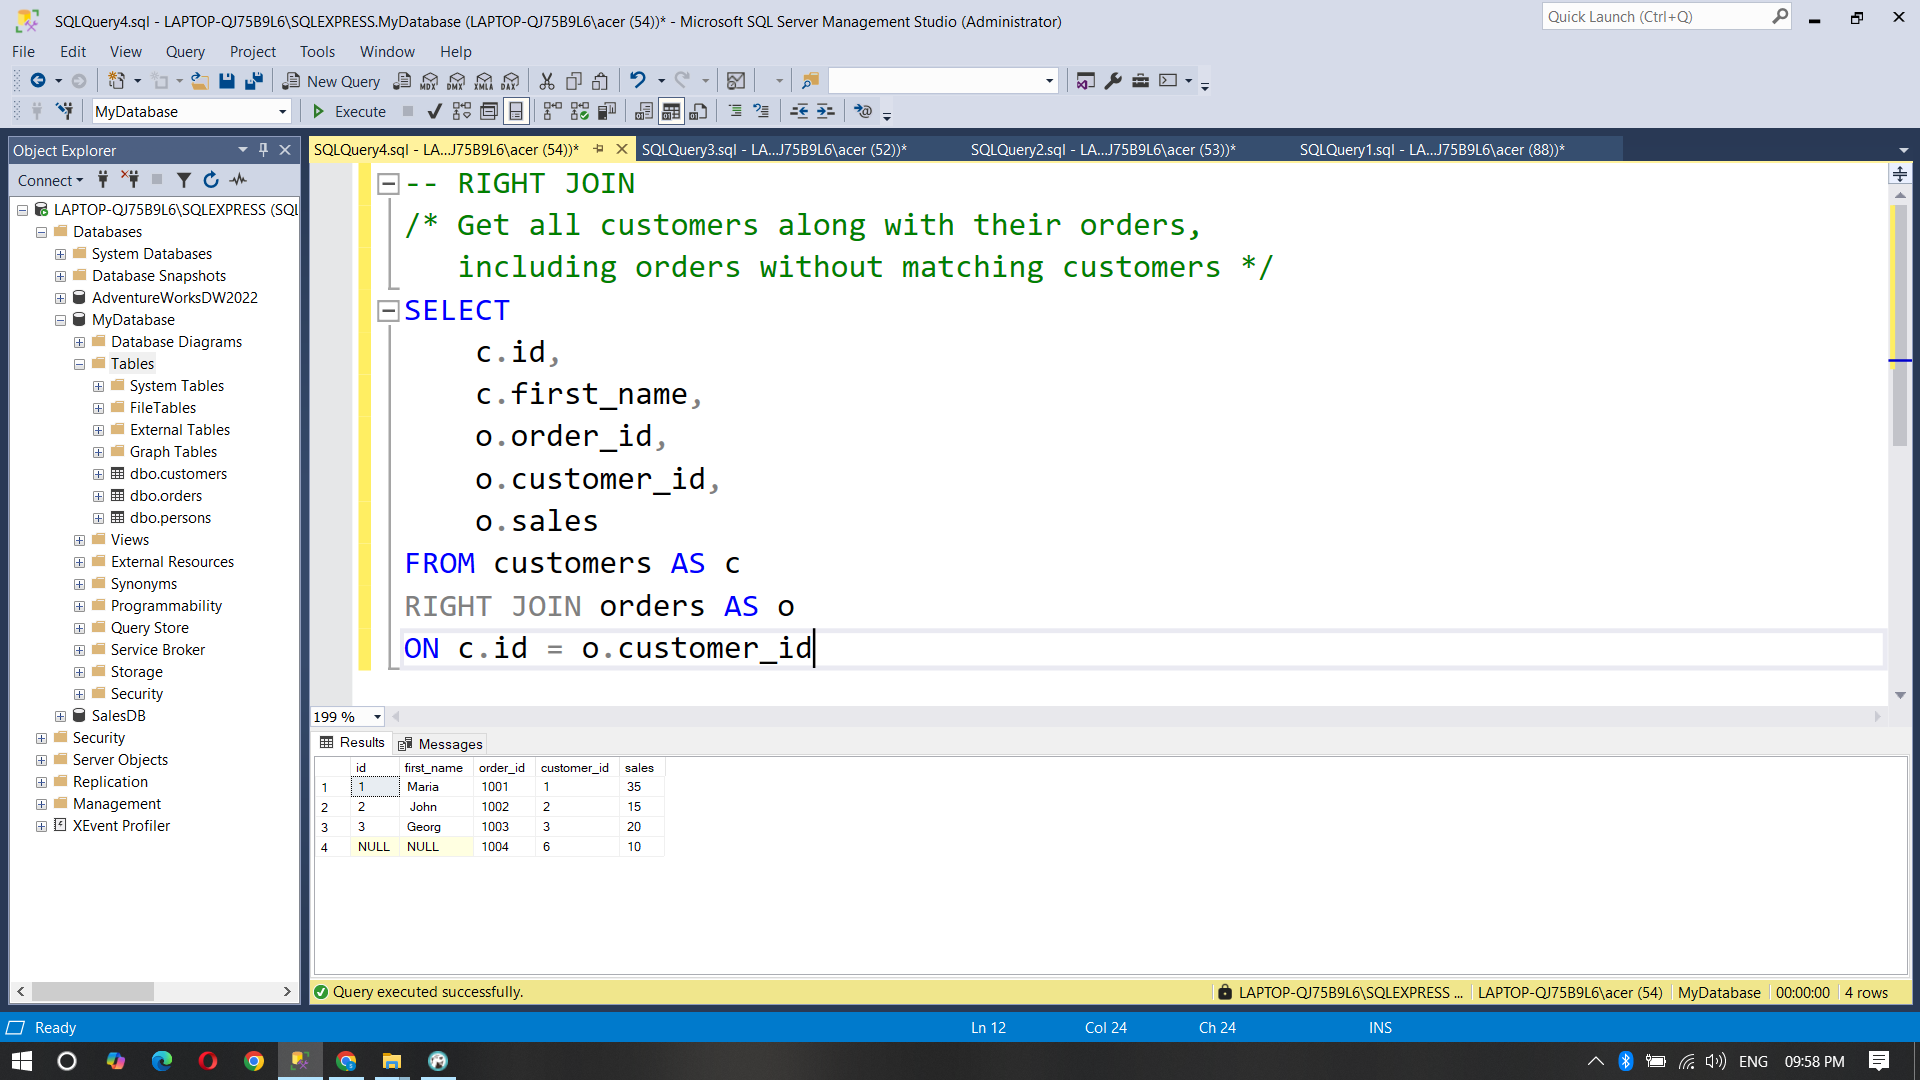 SQLQuery4.sql - LAPTOP-QJ75B9L6\SQLEXPRESS.MyDatabase (LAPTOP-QJ75B9L6\acer (54))* - Microsoft SQL Server Management Studio (Administrator)
Quick Launch (Ctrl+Q)
File Edit View Query Project Tools Window Help
New Query MDX DMX XMLA DAX
MyDatabase Execute
Object Explorer
Connect
LAPTOP-QJ75B9L6\SQLEXPRESS (SQL
Databases
System Databases
Database Snapshots
AdventureWorksDW2022
MyDatabase
Database Diagrams
Tables
System Tables
FileTables
External Tables
Graph Tables
dbo.customers
dbo.orders
dbo.persons
Views
External Resources
Synonyms
Programmability
Query Store
Service Broker
Storage
Security
SalesDB
Security
Server Objects
Replication
Management
XEvent Profiler
SQLQuery4.sql - LA...J75B9L6\acer (54))* SQLQuery3.sql - LA...J75B9L6\acer (52))* SQLQuery2.sql - LA...J75B9L6\acer (53))* SQLQuery1.sql - LA...J75B9L6\acer (88))*
-- RIGHT JOIN
/* Get all customers along with their orders,
including orders without matching customers */
SELECT
c.id,
c.first_name,
o.order_id,
o.customer_id,
o.sales
FROM customers AS c
RIGHT JOIN orders AS o
ON c.id = o.customer_id
199 %
Results Messages
id first_name order_id customer_id sales
1 1 Maria 1001 1 35
2 2 John 1002 2 15
3 3 Georg 1003 3 20
4 NULL NULL 1004 6 10
Query executed successfully. LAPTOP-QJ75B9L6\SQLEXPRESS ... LAPTOP-QJ75B9L6\acer (54) MyDatabase 00:00:00 4 rows
Ready Ln 12 Col 24 Ch 24 INS
ENG 09:58 PM